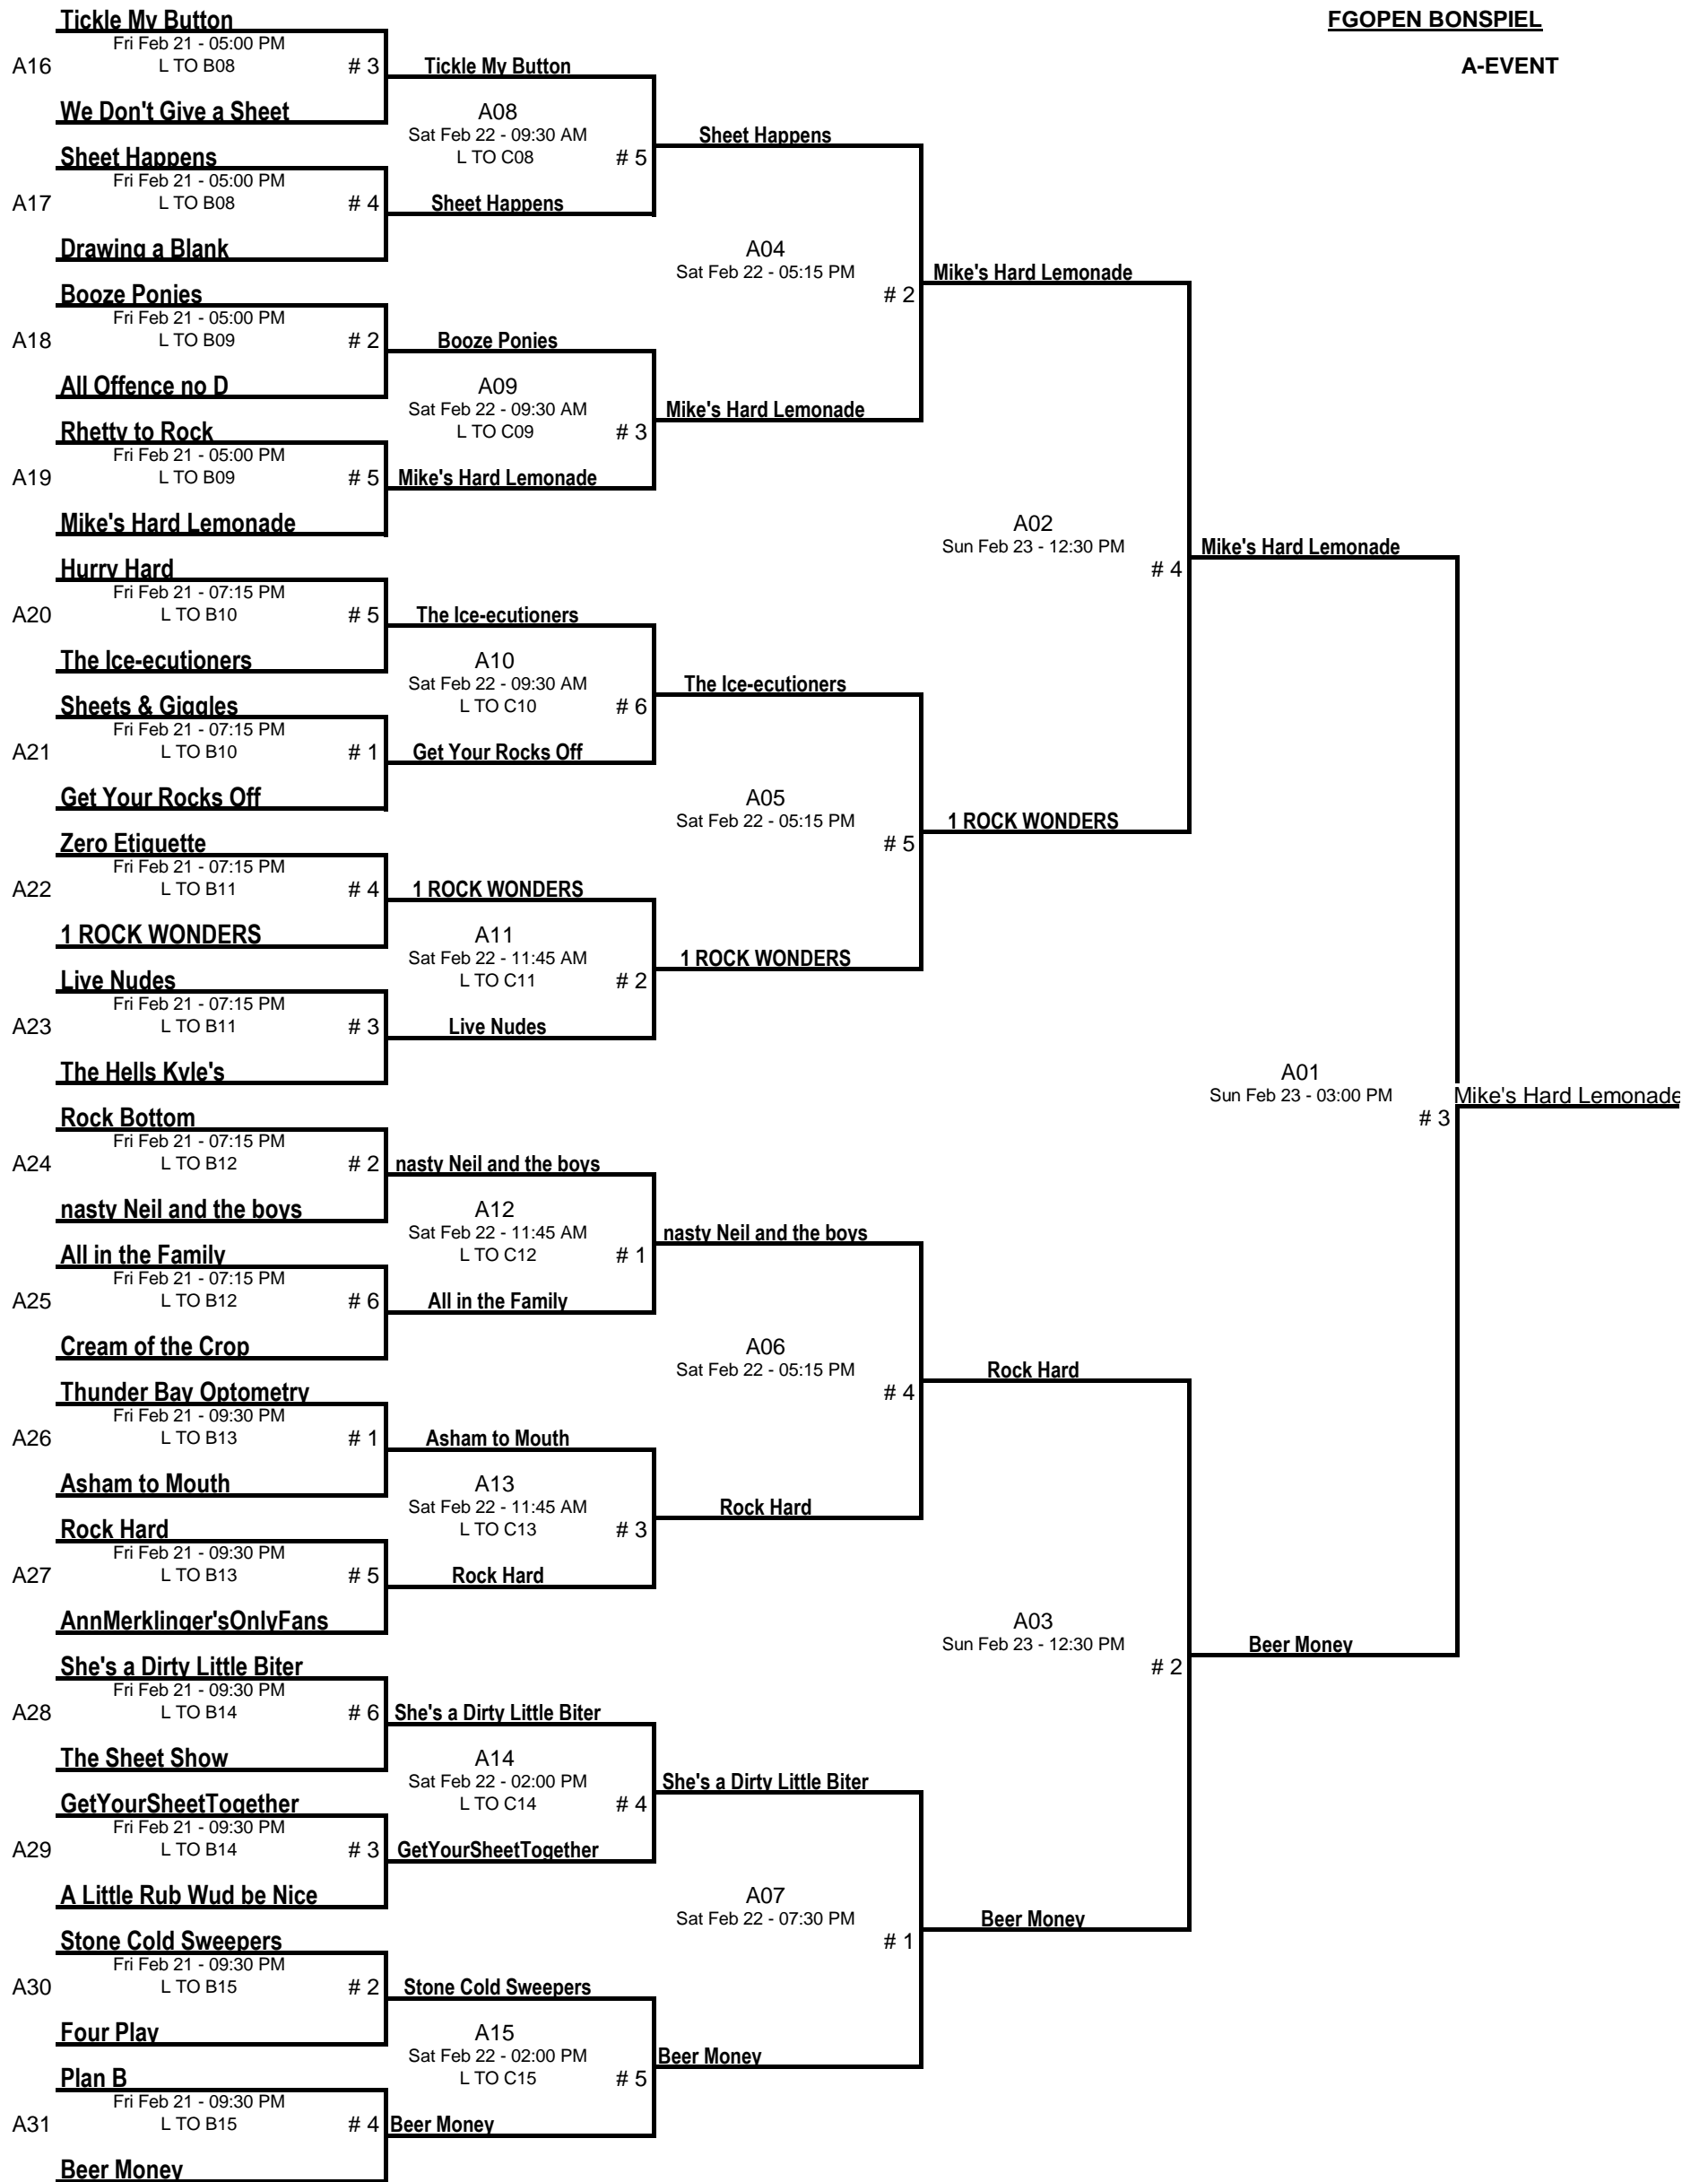 FGOPEN BONSPIEL
A-EVENT
Tickle My Button
Fri Feb 21 - 05:00 PM
A16 L TO B08 # 3
We Don't Give a Sheet
Sheet Happens
Fri Feb 21 - 05:00 PM
A17 L TO B08 # 4
Drawing a Blank
Booze Ponies
Fri Feb 21 - 05:00 PM
A18 L TO B09 # 2
All Offence no D
Rhetty to Rock
Fri Feb 21 - 05:00 PM
A19 L TO B09 # 5
Mike's Hard Lemonade
Hurry Hard
Fri Feb 21 - 07:15 PM
A20 L TO B10 # 5
The Ice-ecutioners
Sheets & Giggles
Fri Feb 21 - 07:15 PM
A21 L TO B10 # 1
Get Your Rocks Off
Zero Etiquette
Fri Feb 21 - 07:15 PM
A22 L TO B11 # 4
1 ROCK WONDERS
Live Nudes
Fri Feb 21 - 07:15 PM
A23 L TO B11 # 3
The Hells Kyle's
Rock Bottom
Fri Feb 21 - 07:15 PM
A24 L TO B12 # 2
nasty Neil and the boys
All in the Family
Fri Feb 21 - 07:15 PM
A25 L TO B12 # 6
Cream of the Crop
Thunder Bay Optometry
Fri Feb 21 - 09:30 PM
A26 L TO B13 # 1
Asham to Mouth
Rock Hard
Fri Feb 21 - 09:30 PM
A27 L TO B13 # 5
AnnMerklinger'sOnlyFans
She's a Dirty Little Biter
Fri Feb 21 - 09:30 PM
A28 L TO B14 # 6
The Sheet Show
GetYourSheetTogether
Fri Feb 21 - 09:30 PM
A29 L TO B14 # 3
A Little Rub Wud be Nice
Stone Cold Sweepers
Fri Feb 21 - 09:30 PM
A30 L TO B15 # 2
Four Play
Plan B
Fri Feb 21 - 09:30 PM
A31 L TO B15 # 4
Beer Money
Tickle My Button
A08
Sat Feb 22 - 09:30 AM
L TO C08 # 5
Sheet Happens
Booze Ponies
A09
Sat Feb 22 - 09:30 AM
L TO C09 # 3
Mike's Hard Lemonade
The Ice-ecutioners
A10
Sat Feb 22 - 09:30 AM
L TO C10 # 6
Get Your Rocks Off
1 ROCK WONDERS
A11
Sat Feb 22 - 11:45 AM
L TO C11 # 2
Live Nudes
nasty Neil and the boys
A12
Sat Feb 22 - 11:45 AM
L TO C12 # 1
All in the Family
Asham to Mouth
A13
Sat Feb 22 - 11:45 AM
L TO C13 # 3
Rock Hard
She's a Dirty Little Biter
A14
Sat Feb 22 - 02:00 PM
L TO C14 # 4
GetYourSheetTogether
Stone Cold Sweepers
A15
Sat Feb 22 - 02:00 PM
L TO C15 # 5
Beer Money
Sheet Happens
A04
Sat Feb 22 - 05:15 PM
# 2
Mike's Hard Lemonade
The Ice-ecutioners
A05
Sat Feb 22 - 05:15 PM
# 5
1 ROCK WONDERS
nasty Neil and the boys
A06
Sat Feb 22 - 05:15 PM
# 4
Rock Hard
She's a Dirty Little Biter
A07
Sat Feb 22 - 07:30 PM
# 1
Beer Money
Mike's Hard Lemonade
A02
Sun Feb 23 - 12:30 PM
# 4
1 ROCK WONDERS
Rock Hard
A03
Sun Feb 23 - 12:30 PM
# 2
Beer Money
Mike's Hard Lemonade
A01
Sun Feb 23 - 03:00 PM
# 3
Beer Money
Mike's Hard Lemonade